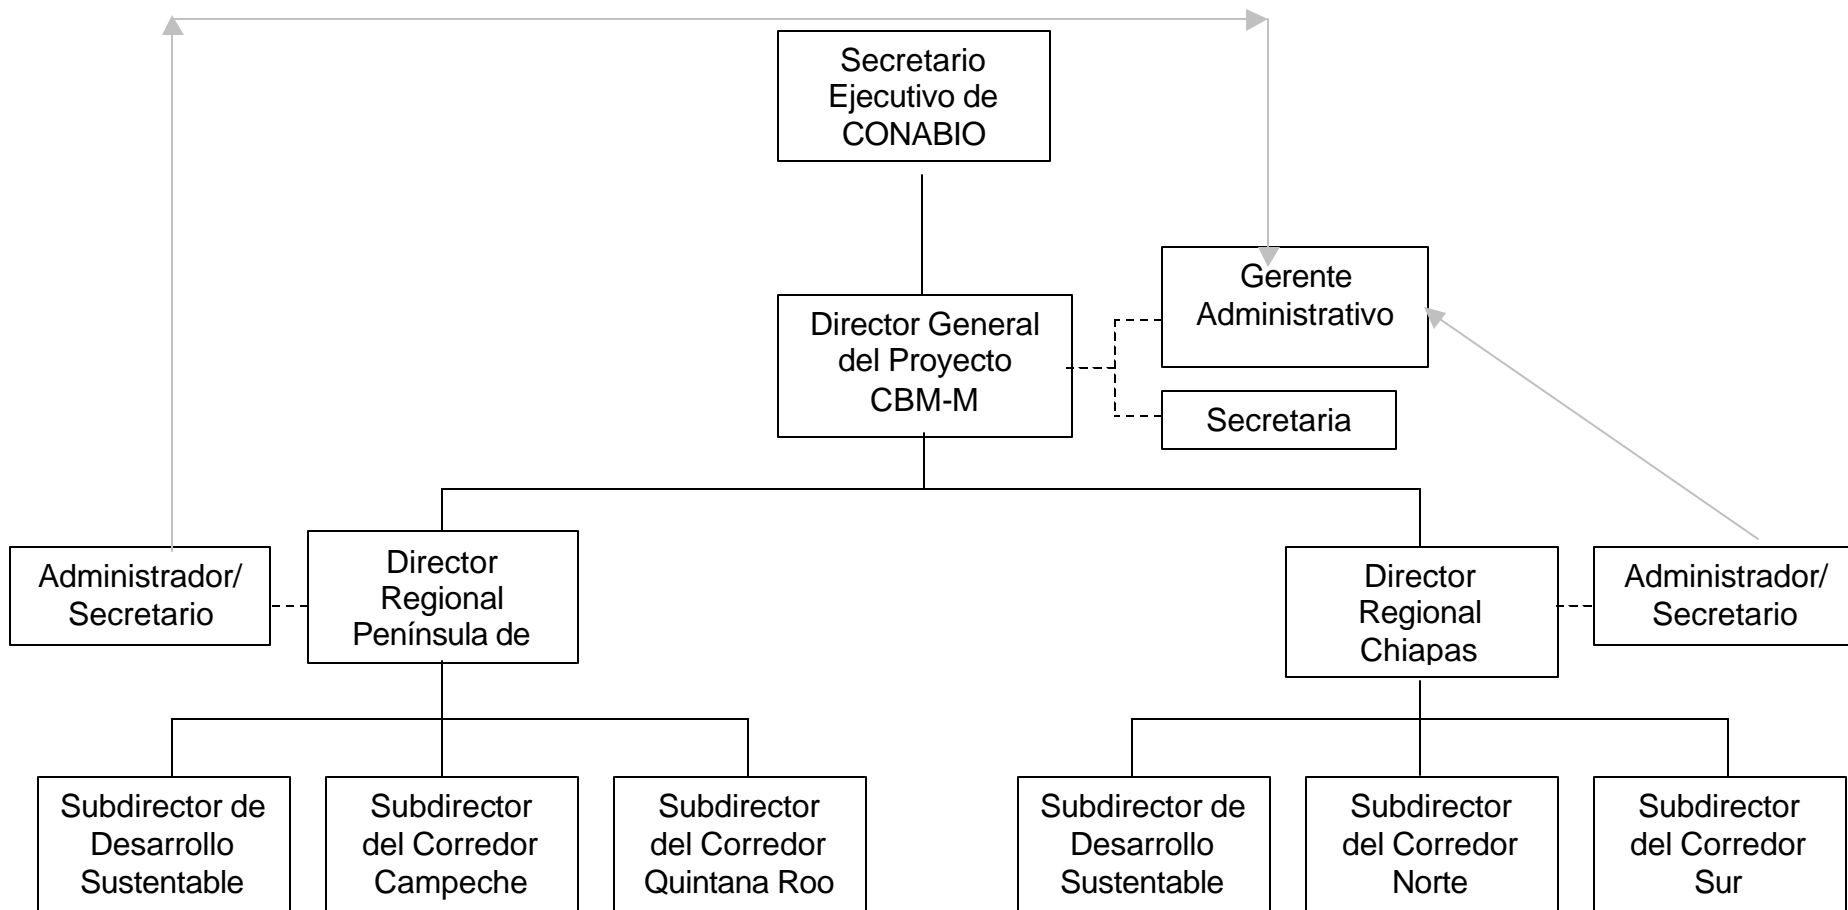 Secretario
Ejecutivo de
CONABIO
Gerente
Administrativo
Director General
del Proyecto
CBM-M
Secretaria
Administrador/
Secretario
Director
Regional
Península de
Director
Regional
Chiapas
Administrador/
Secretario
Subdirector de
Desarrollo
Sustentable
Subdirector
del Corredor
Campeche
Subdirector
del Corredor
Quintana Roo
Subdirector de
Desarrollo
Sustentable
Subdirector
del Corredor
Norte
Subdirector
del Corredor
Sur